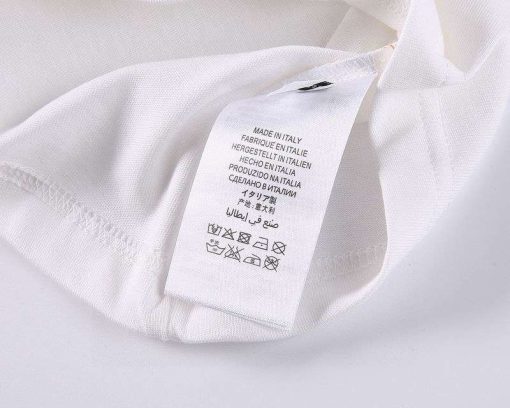 MADE IN ITALY
FABRIQUE EN ITALIE
HERGESTELLT IN ITALIEN
HECHO EN ITALIA
PRODUZIDO NA ITALIA
СДЕЛАНО В ИТАЛИИ
イタリア製
产地:意大利
صنع في إيطاليا